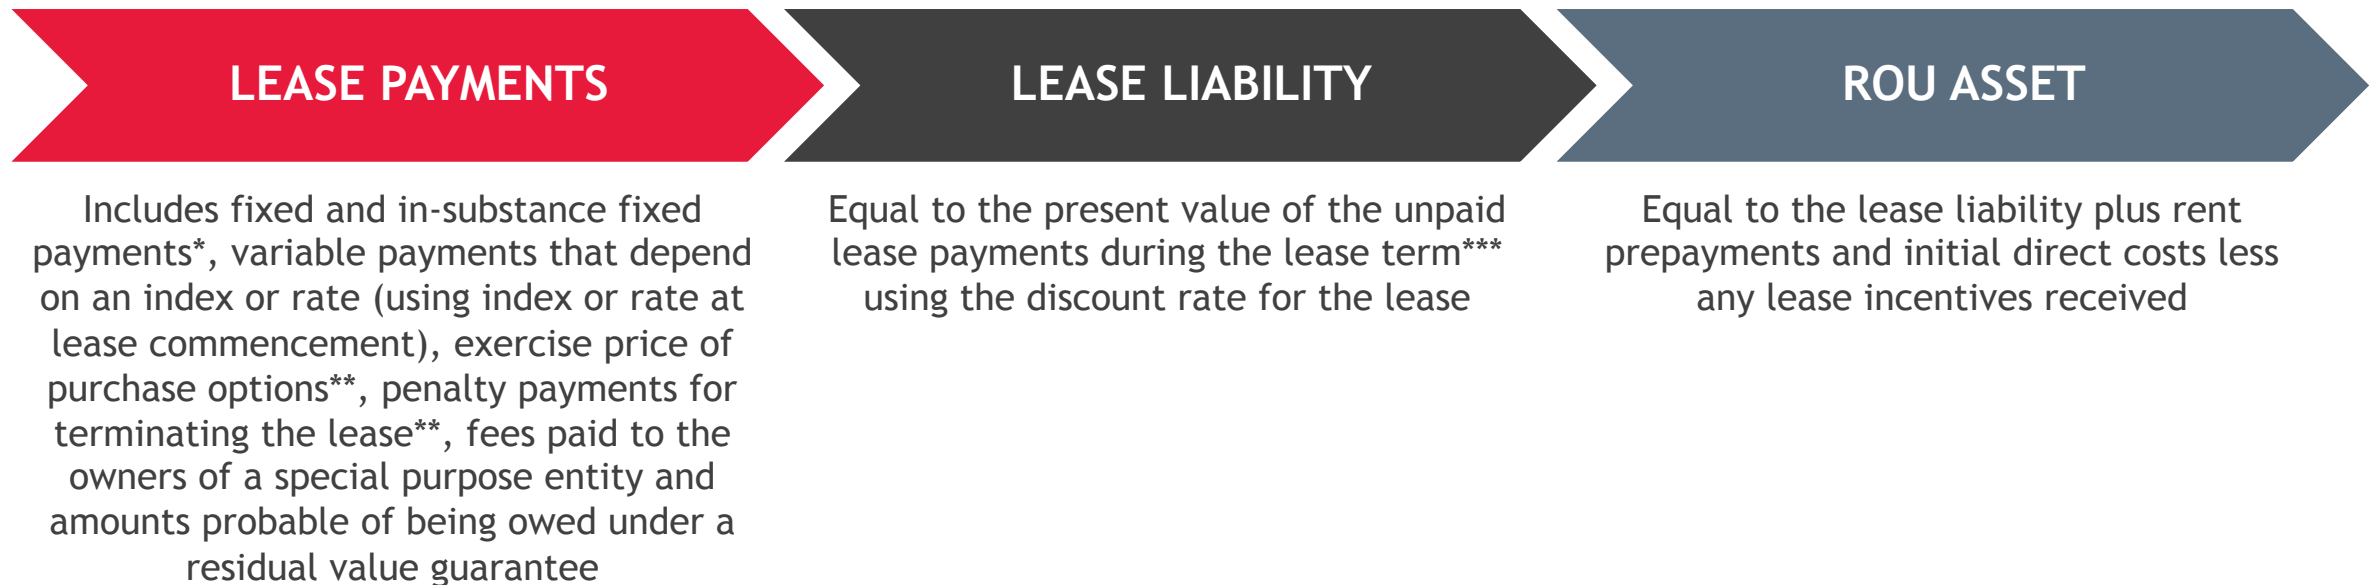 LEASE PAYMENTS
Includes fixed and in-substance fixed
payments*, variable payments that depend
on an index or rate (using index or rate at
lease commencement), exercise price of
purchase options**, penalty payments for
terminating the lease**, fees paid to the
owners of a special purpose entity and
amounts probable of being owed under a
residual value guarantee
LEASE LIABILITY
Equal to the present value of the unpaid
lease payments during the lease term***
using the discount rate for the lease
ROU ASSET
Equal to the lease liability plus rent
prepayments and initial direct costs less
any lease incentives received